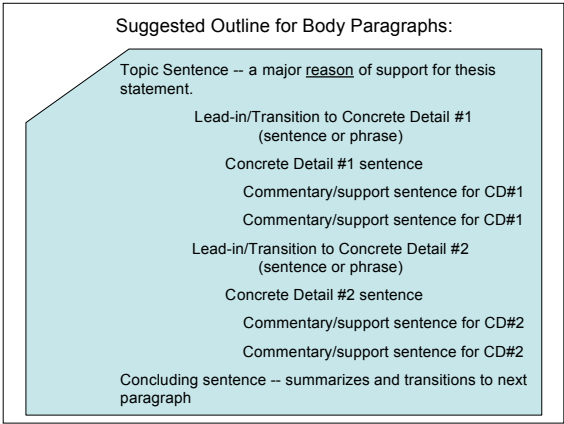 Suggested Outline for Body Paragraphs:
Topic Sentence -- a major reason of support for thesis
statement.
Lead-in/Transition to Concrete Detail #1
(sentence or phrase)
Concrete Detail #1 sentence
Commentary/support sentence for CD#1
Commentary/support sentence for CD#1
Lead-in/Transition to Concrete Detail #2
(sentence or phrase)
Concrete Detail #2 sentence
Commentary/support sentence for CD#2
Commentary/support sentence for CD#2
Concluding sentence -- summarizes and transitions to next
paragraph